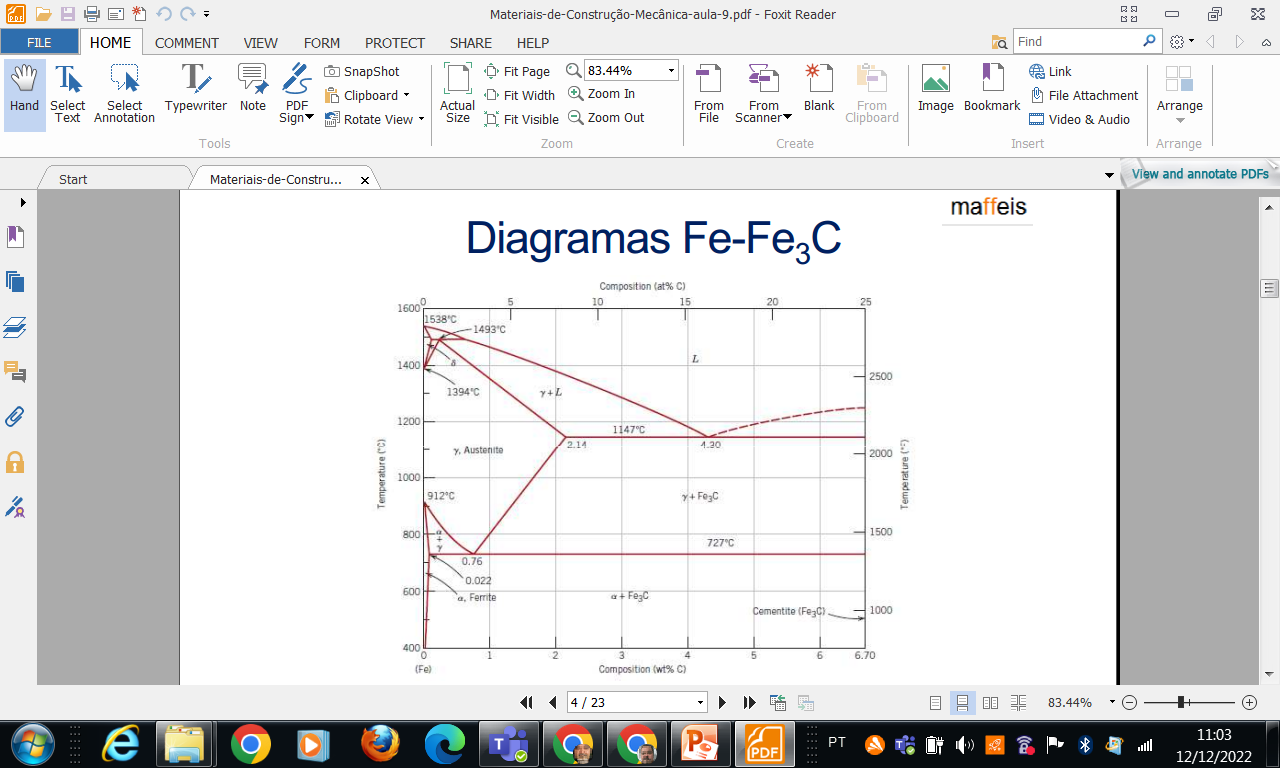 Materiais-de-Construção-Mecânica-aula-9.pdf - Foxit Reader
FILE HOME COMMENT VIEW FORM PROTECT SHARE HELP Find
Hand
Select Text
Select Annotation
Typewriter
Note
PDF Sign
SnapShot
Clipboard
Rotate View
Tools
Actual Size
Fit Page
Fit Width
Fit Visible
83.44%
Zoom In
Zoom Out
Zoom
From File
From Scanner
Blank
From Clipboard
Create
Image
Bookmark
Link
File Attachment
Video & Audio
Insert
Arrange
Arrange
Start
Materiais-de-Constru...
View and annotate PDFs
maffeis
Diagramas Fe-Fe₃C
Composition (at% C)
0 5 10 15 20 25
1600
1538°C
1493°C
L
1400
δ
2500
1394°C
γ + L
1200
1147°C
2.14
4.30
γ, Austenite
2000
Temperature (°C)
Temperature (°F)
1000
912°C
γ + Fe₃C
800
α + γ
727°C
1500
0.76
0.022
600
α, Ferrite
α + Fe₃C
Cementite (Fe₃C)
1000
400
0 1 2 3 4 5 6 6.70
(Fe)
Composition (wt% C)
4 / 23
83.44%
PDF
PT
11:03
12/12/2022